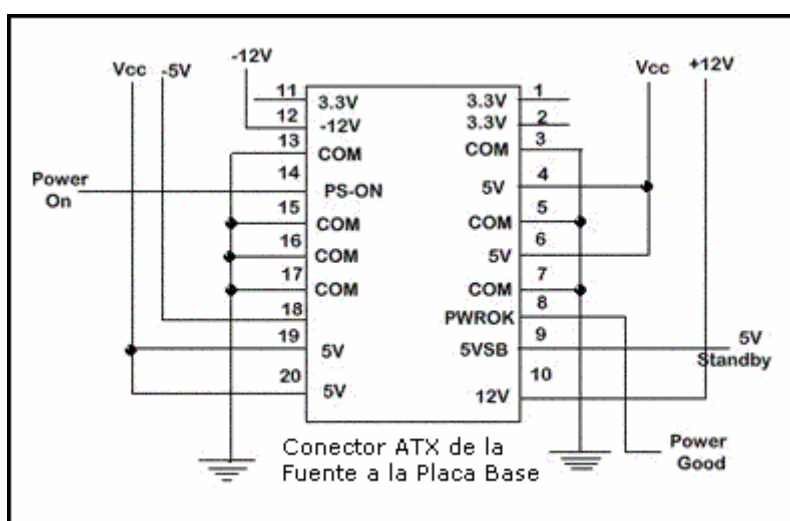 -12V
Vcc -5V
Vcc +12V
11 3.3V 3.3V 1
12 -12V 3.3V 2
13 COM COM 3
14 PS-ON 5V 4
Power
On
15 COM COM 5
16 COM 5V 6
17 COM COM 7
18 PWROK 8
19 5V 5VSB 9
5V
Standby
20 5V 12V 10
Conector ATX de la
Fuente a la Placa Base
Power
Good